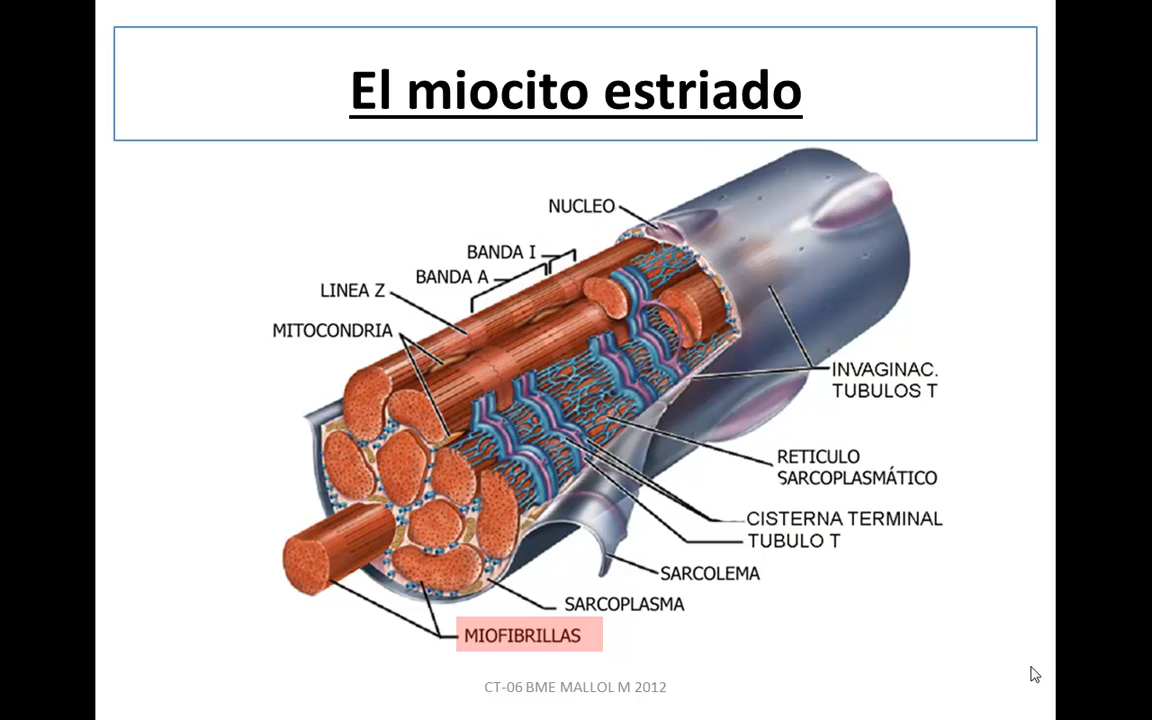 El miocito estriado
NUCLEO
BANDA I
BANDA A
LINEA Z
MITOCONDRIA
INVAGINAC.
TUBULOS T
RETICULO
SARCOPLASMÁTICO
CISTERNA TERMINAL
TUBULO T
SARCOLEMA
SARCOPLASMA
MIOFIBRILLAS
CT-06 BME MALLOL M 2012